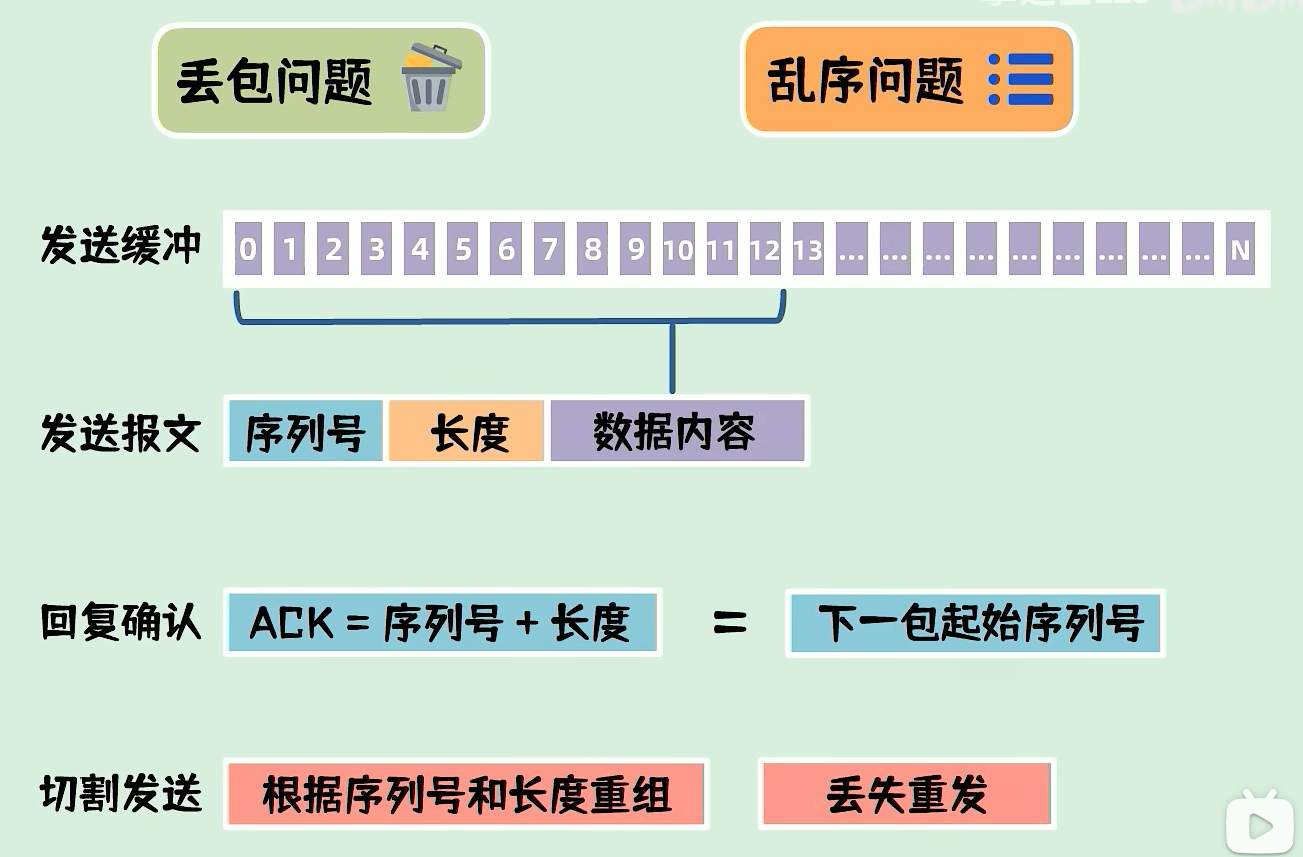 丢包问题
乱序问题
发送缓冲
0 1 2 3 4 5 6 7 8 9 10 11 12 13 ... ... ... ... ... ... ... ... ... N
发送报文
序列号
长度
数据内容
回复确认
ACK = 序列号 + 长度
=
下一包起始序列号
切割发送
根据序列号和长度重组
丢失重发